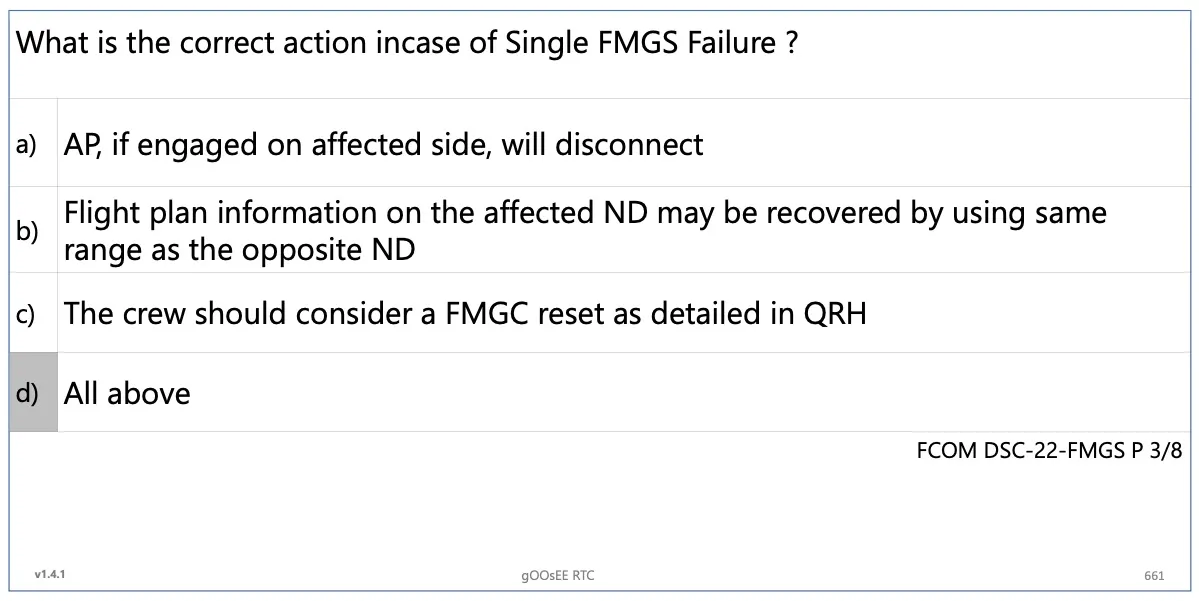 What is the correct action incase of Single FMGS Failure ?
a) AP, if engaged on affected side, will disconnect
b) Flight plan information on the affected ND may be recovered by using same
range as the opposite ND
c) The crew should consider a FMGC reset as detailed in QRH
d) All above
FCOM DSC-22-FMGS P 3/8
v1.4.1 gOOsEE RTC 661